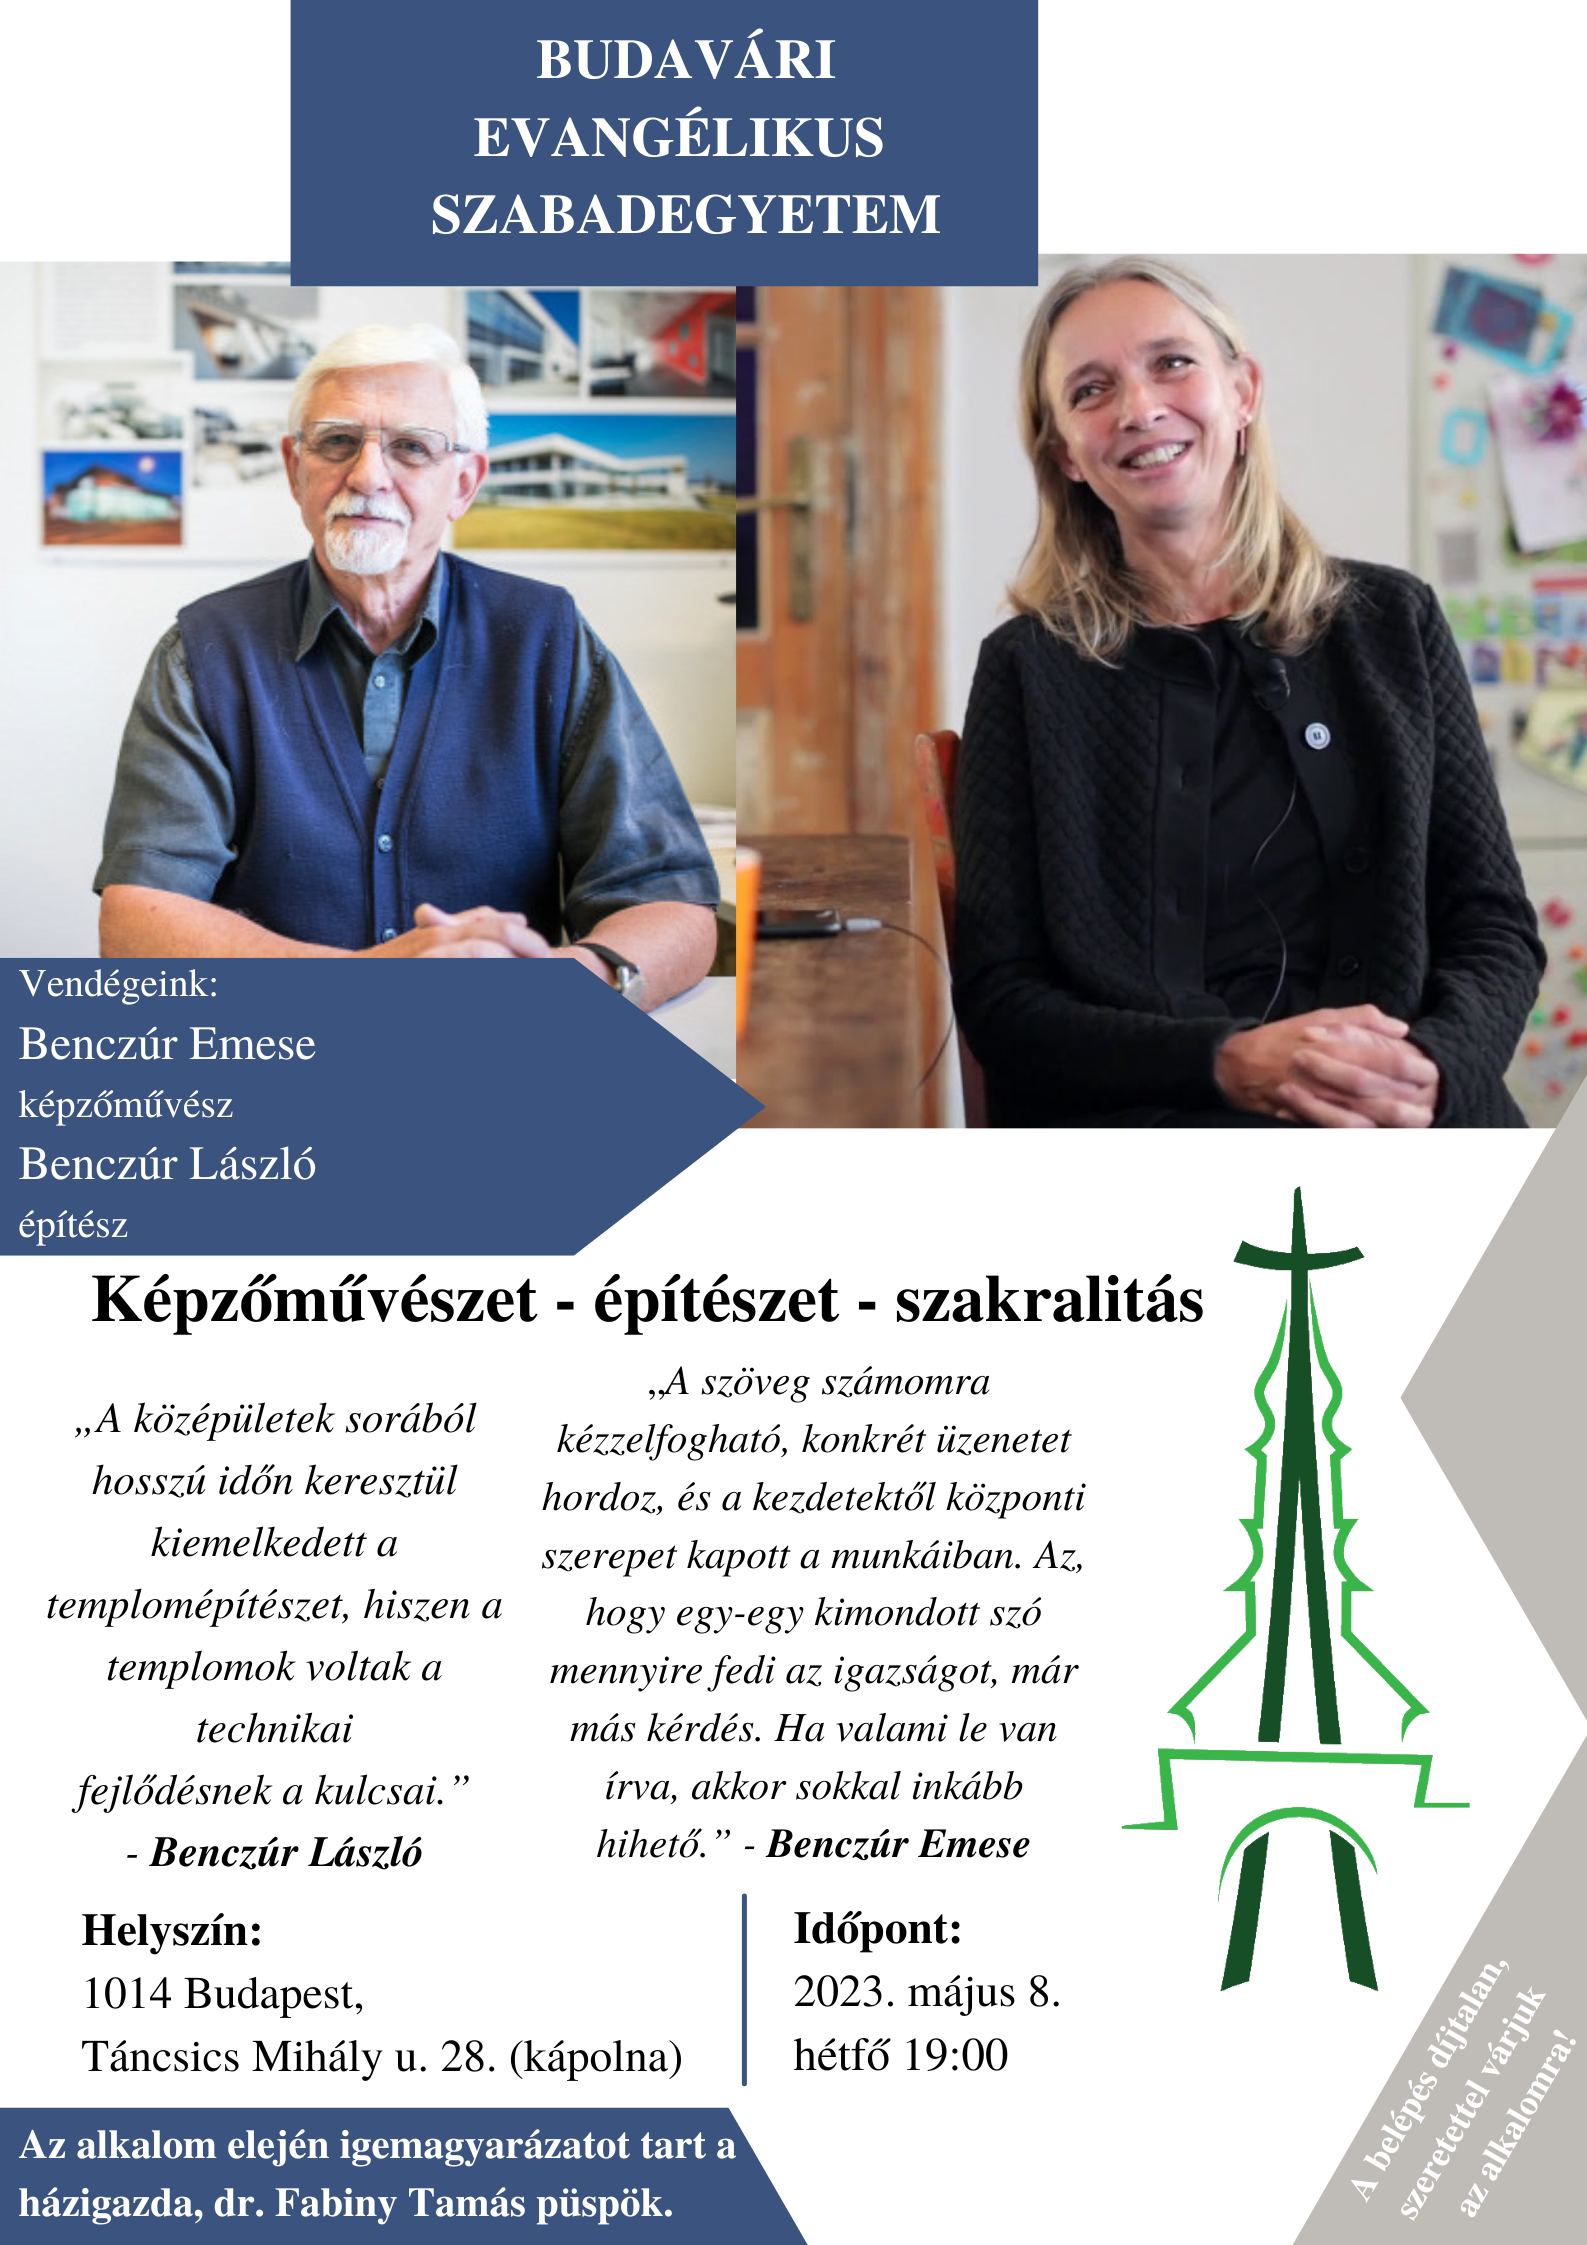 BUDAVÁRI
EVANGÉLIKUS
SZABADEGYETEM
Vendégeink:
Benczúr Emese
képzőművész
Benczúr László
építész
Képzőművészet - építészet - szakralitás
„A középületek sorából
hosszú időn keresztül
kiemelkedett a
templomépítészet, hiszen a
templomok voltak a
technikai
fejlődésnek a kulcsai.”
- Benczúr László
„A szöveg számomra
kézzelfogható, konkrét üzenetet
hordoz, és a kezdetektől központi
szerepet kapott a munkáiban. Az,
hogy egy-egy kimondott szó
mennyire fedi az igazságot, már
más kérdés. Ha valami le van
írva, akkor sokkal inkább
hihető.” - Benczúr Emese
Helyszín:
1014 Budapest,
Táncsics Mihály u. 28. (kápolna)
Időpont:
2023. május 8.
hétfő 19:00
Az alkalom elején igemagyarázatot tart a
házigazda, dr. Fabiny Tamás püspök.
A belépés díjtalan,
szeretettel várjuk
az alkalomra!